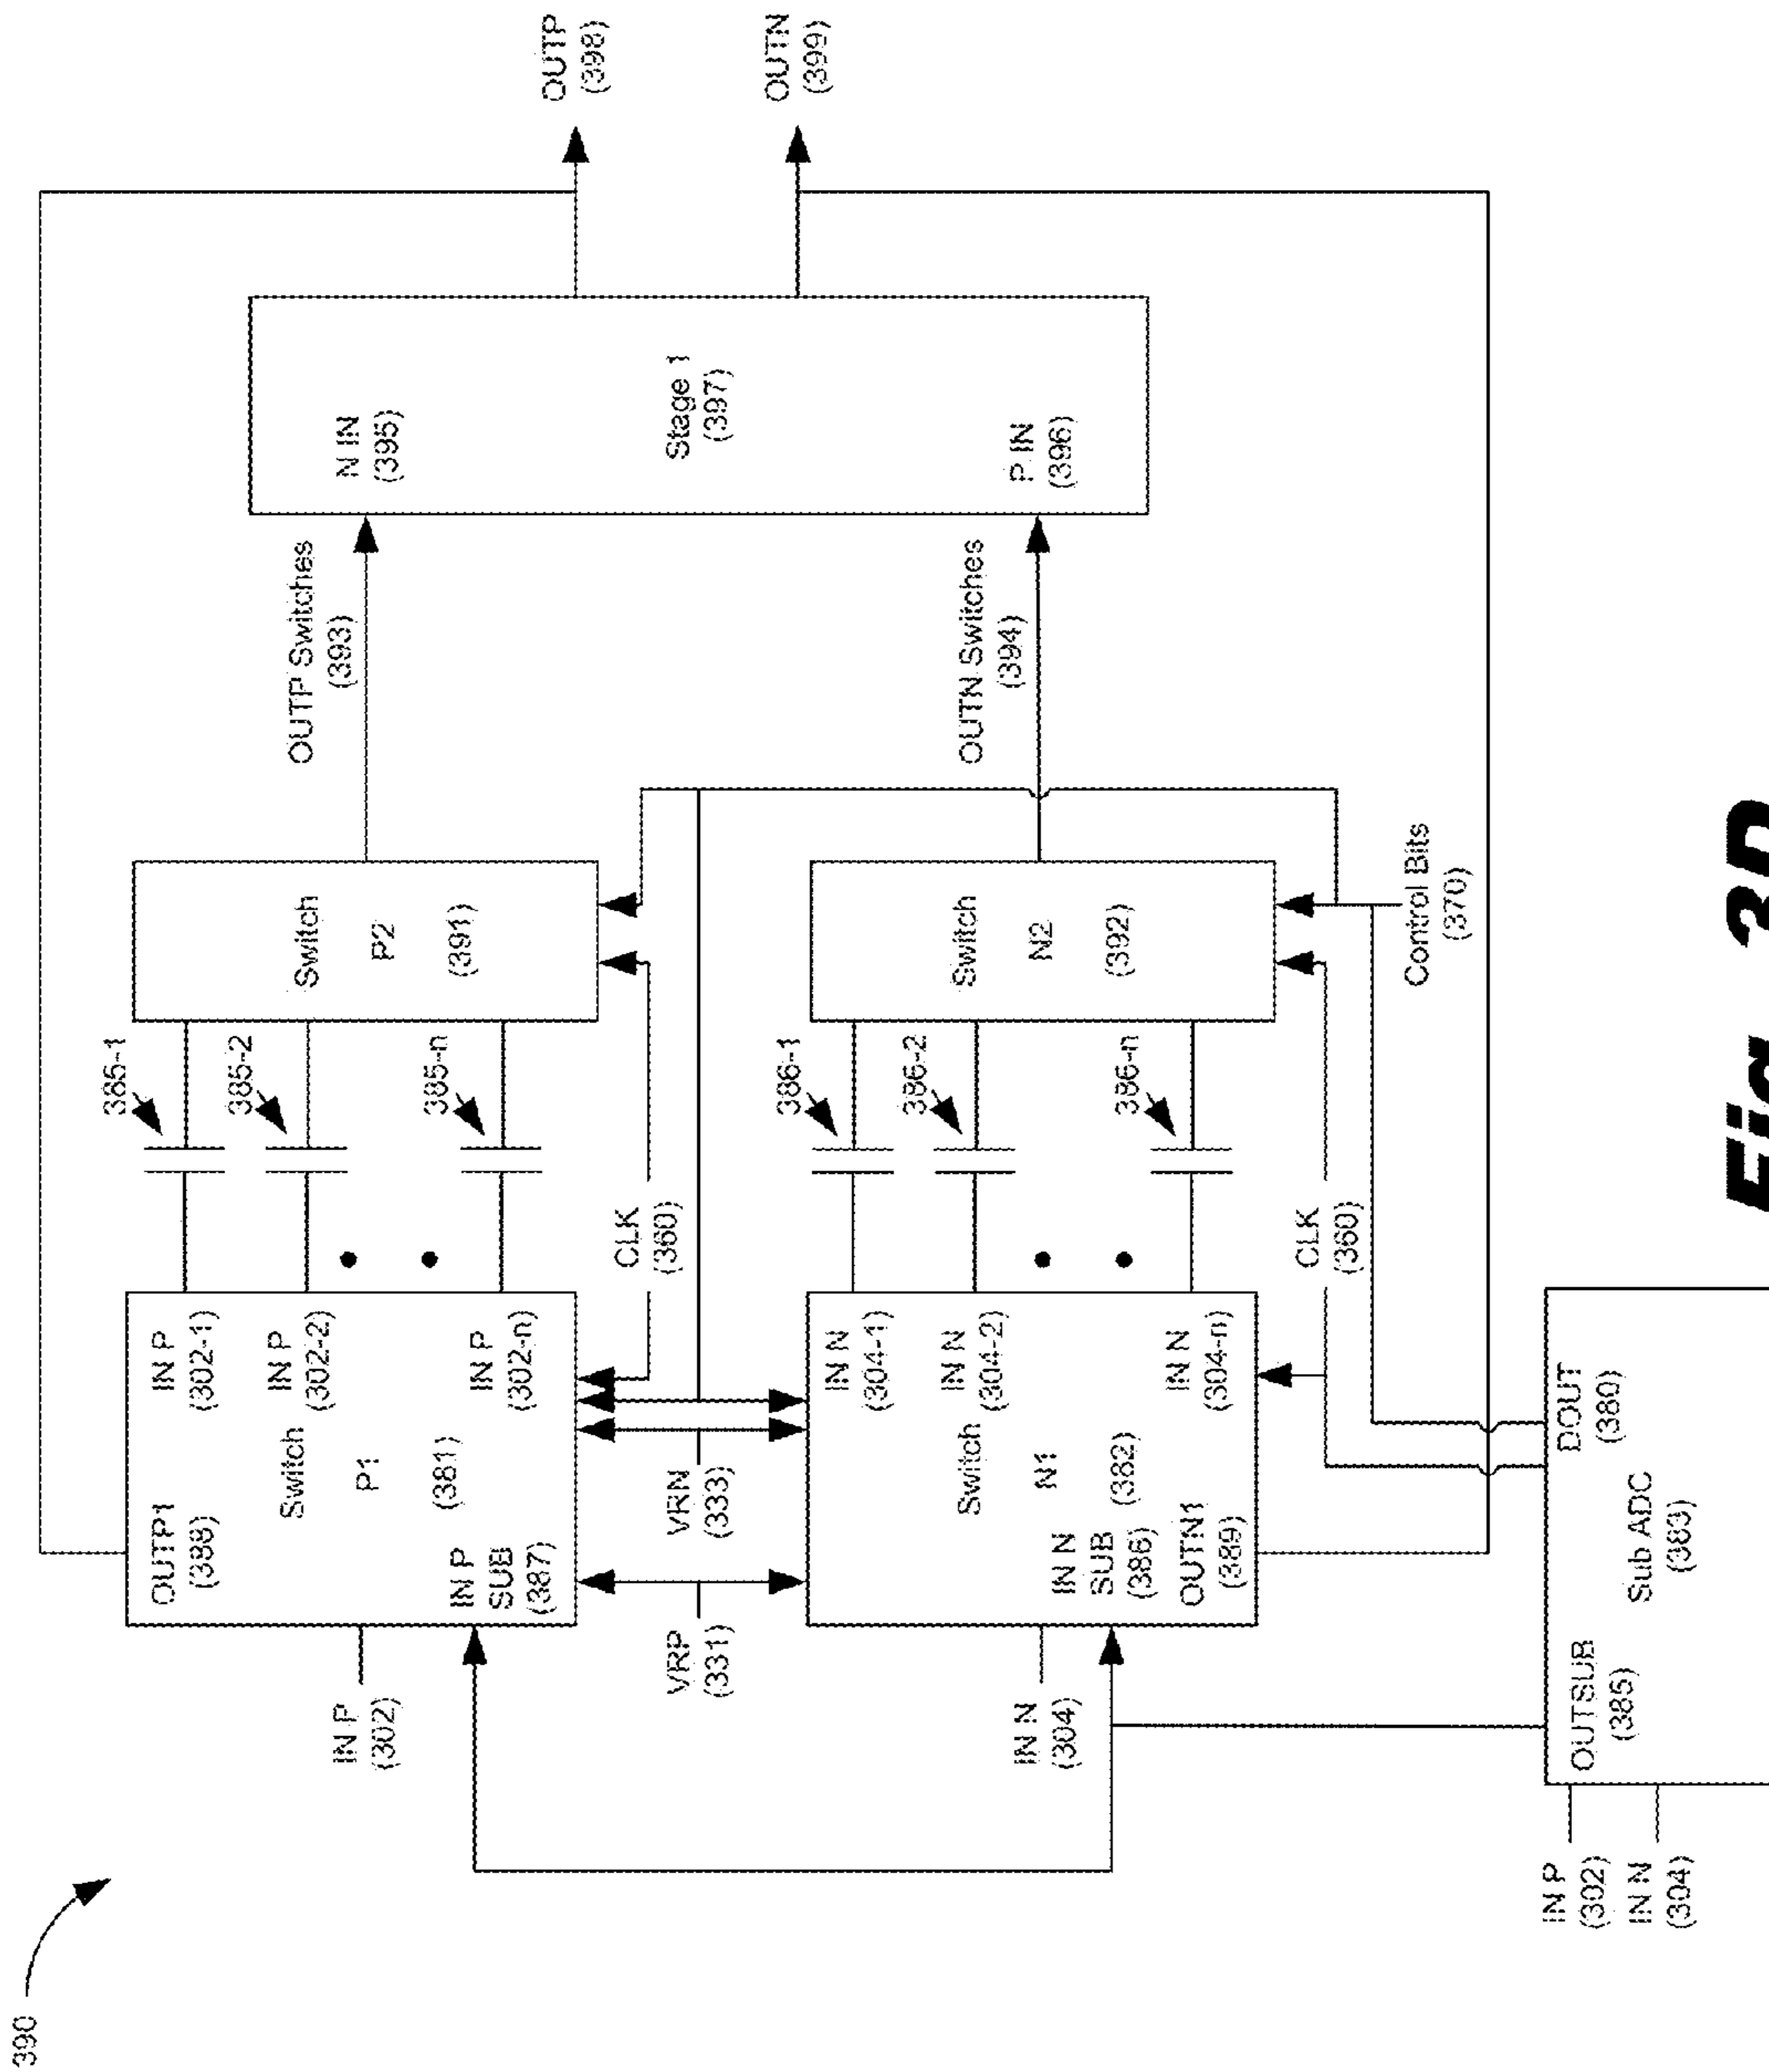 390
IN P
(302)
IN N
(304)
IN P
(302)
IN N
(304)
OUTP1
(388)
Switch
P1
(381)
IN P
SUB
(387)
IN P
(302-1)
IN P
(302-2)
IN P
(302-n)
VRP
(331)
VRN
(333)
Switch
N1
(382)
IN N
SUB
(386)
OUTN1
(389)
IN N
(304-1)
IN N
(304-2)
IN N
(304-n)
OUTSUB
(385)
Sub ADC
(383)
DOUT
(380)
CLK
(360)
CLK
(360)
385-1
385-2
385-n
386-1
386-2
386-n
Switch
P2
(391)
Switch
N2
(392)
Control Bits
(370)
OUTP Switches
(393)
OUTN Switches
(394)
N IN
(395)
Stage 1
(397)
P IN
(396)
OUTP
(398)
OUTN
(399)